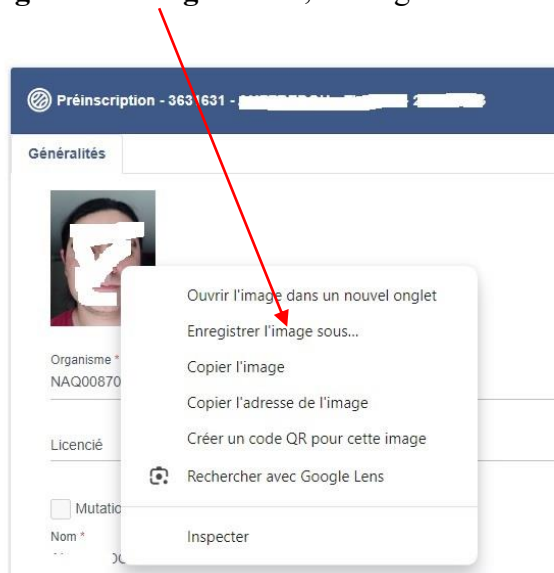 Préinscription - 3631631 -
Généralités
Ouvrir l'image dans un nouvel onglet
Enregistrer l'image sous...
Organisme *
Copier l'image
NAQ00870
Copier l'adresse de l'image
Licencié
Créer un code QR pour cette image
Rechercher avec Google Lens
Mutatio
Nom *
Inspecter